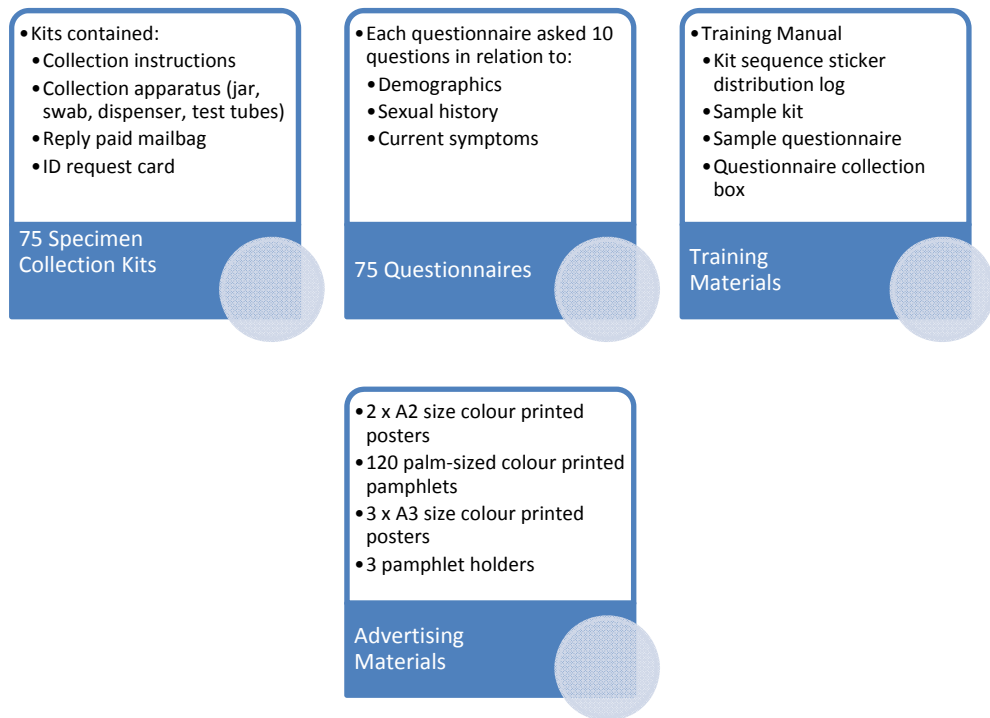 •Kits contained:
•Collection instructions
•Collection apparatus (jar,
swab, dispenser, test tubes)
•Reply paid mailbag
•ID request card
75 Specimen
Collection Kits
•Each questionnaire asked 10
questions in relation to:
•Demographics
•Sexual history
•Current symptoms
75 Questionnaires
•Training Manual
•Kit sequence sticker
distribution log
•Sample kit
•Sample questionnaire
•Questionnaire collection
box
Training
Materials
•2 x A2 size colour printed
posters
•120 palm-sized colour printed
pamphlets
•3 x A3 size colour printed
posters
•3 pamphlet holders
Advertising
Materials